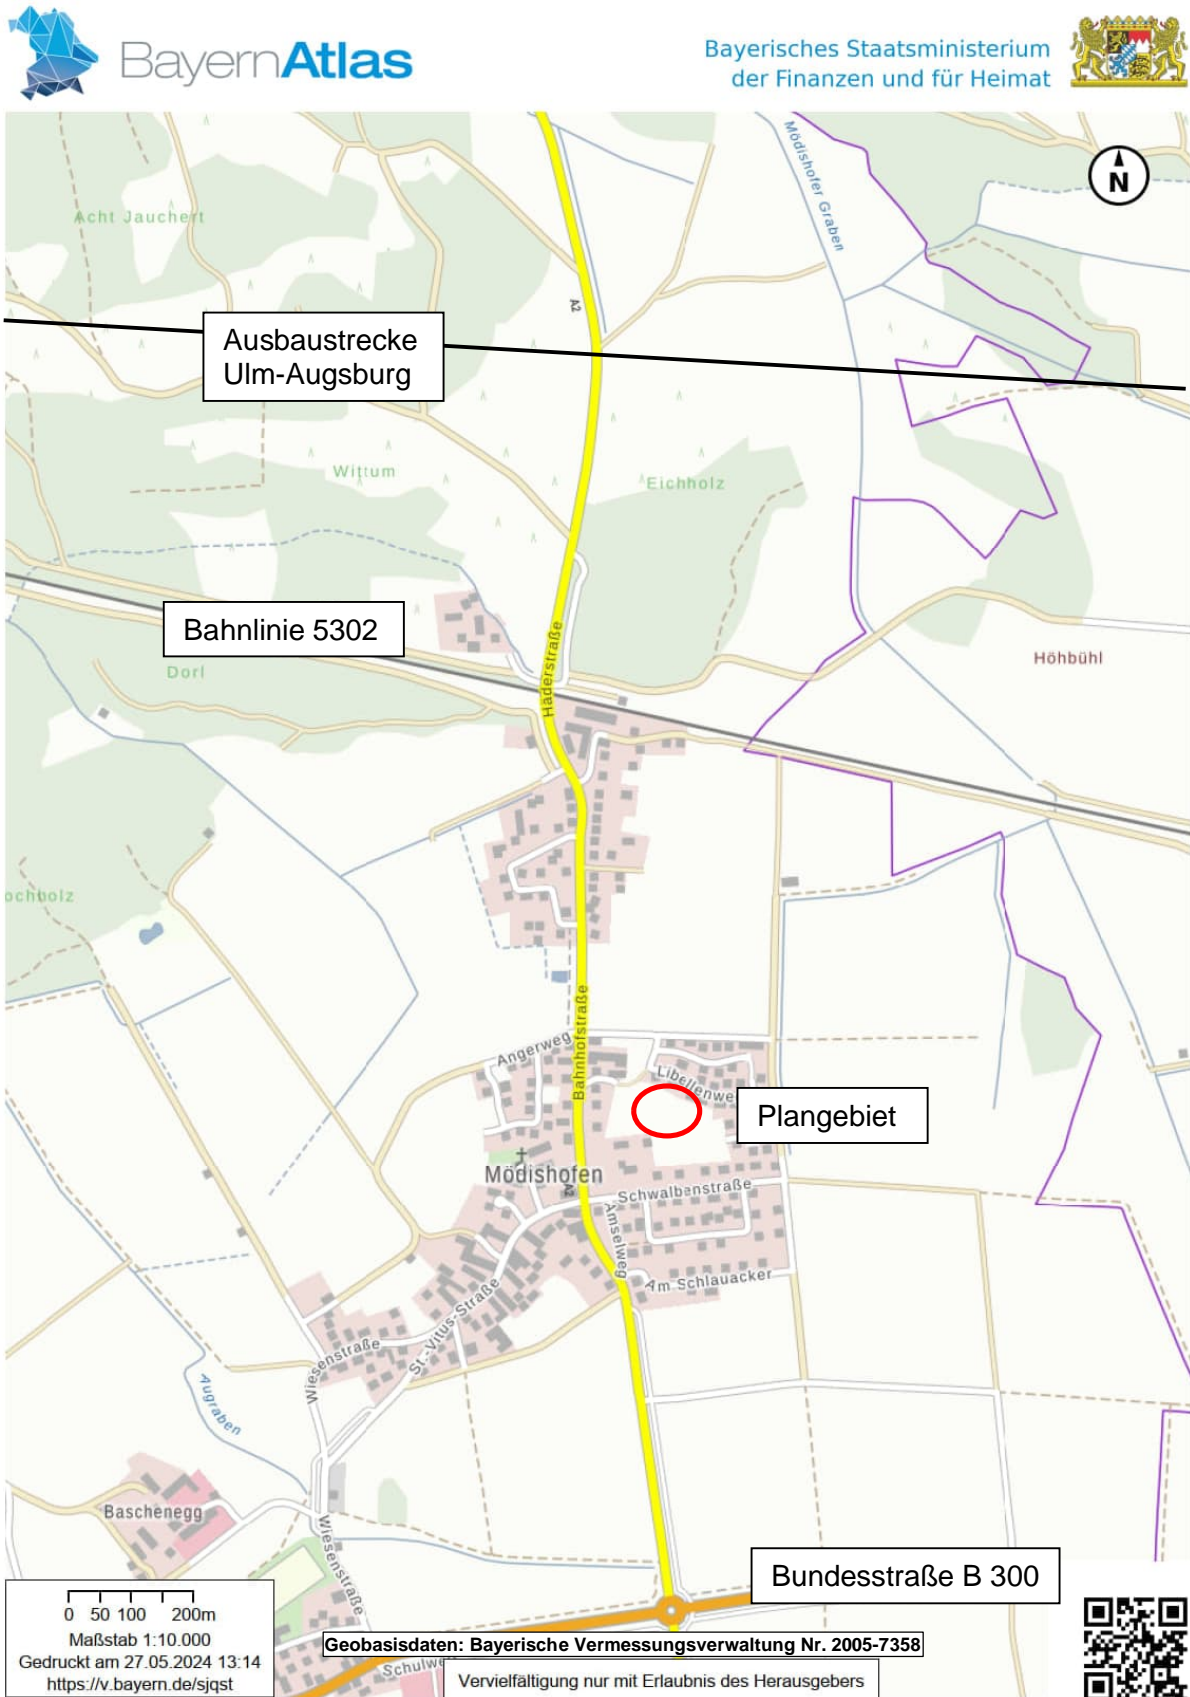 BayernAtlas
Bayerisches Staatsministerium
der Finanzen und für Heimat
N
Mödishofer Graben
Acht Jauchert
A2
Ausbaustrecke
Ulm-Augsburg
Wittum
Eichholz
Bahnlinie 5302
Häderstraße
Höhbühl
Dorl
ochholz
Bahnhofstraße
Angerweg
Libellenwe
Plangebiet
Mödishofen
A2
Schwalbenstraße
Amselweg
Am Schlauacker
St.-Vitus-Straße
Wiesenstraße
Augraben
Baschenegg
Wiesenstraße
Bundesstraße B 300
0 50 100 200m
Maßstab 1:10.000
Gedruckt am 27.05.2024 13:14
https://v.bayern.de/sjqst
Geobasisdaten: Bayerische Vermessungsverwaltung Nr. 2005-7358
Schulwe
Vervielfältigung nur mit Erlaubnis des Herausgebers